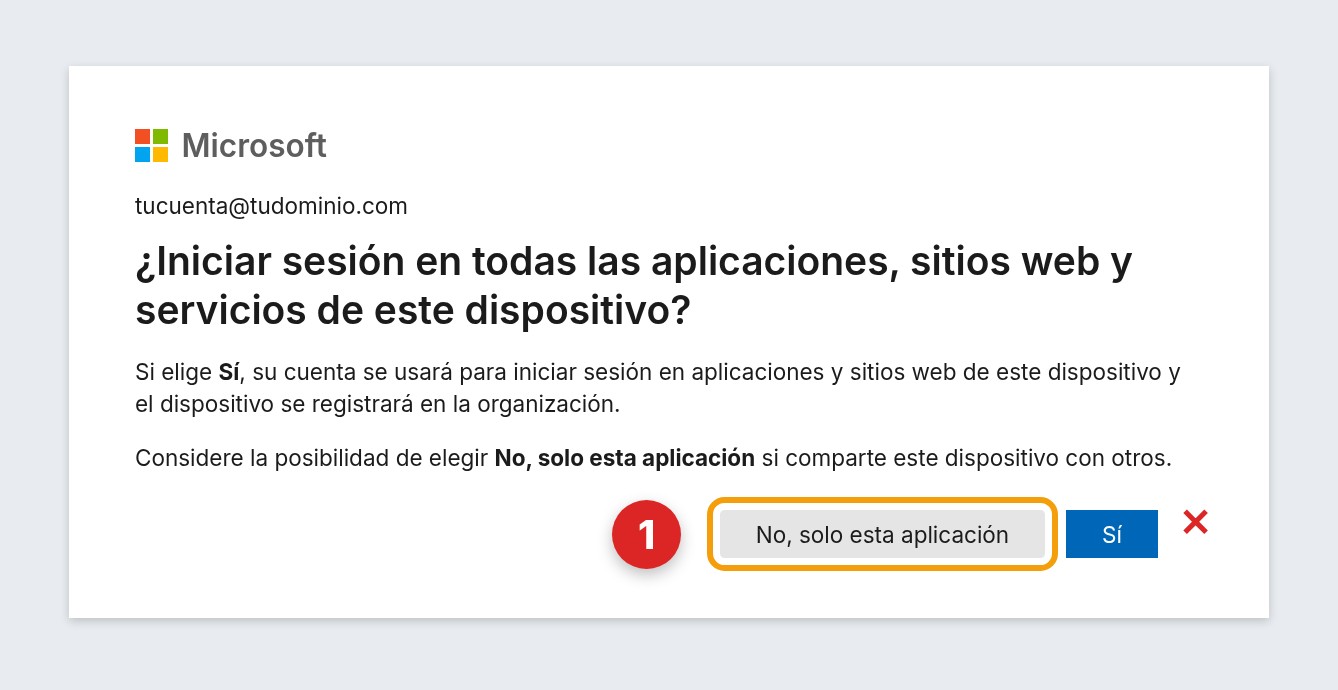 Microsoft
tucuenta@tudominio.com
¿Iniciar sesión en todas las aplicaciones, sitios web y
servicios de este dispositivo?
Si elige Sí, su cuenta se usará para iniciar sesión en aplicaciones y sitios web de este dispositivo y
el dispositivo se registrará en la organización.
Considere la posibilidad de elegir No, solo esta aplicación si comparte este dispositivo con otros.
1 No, solo esta aplicación Sí